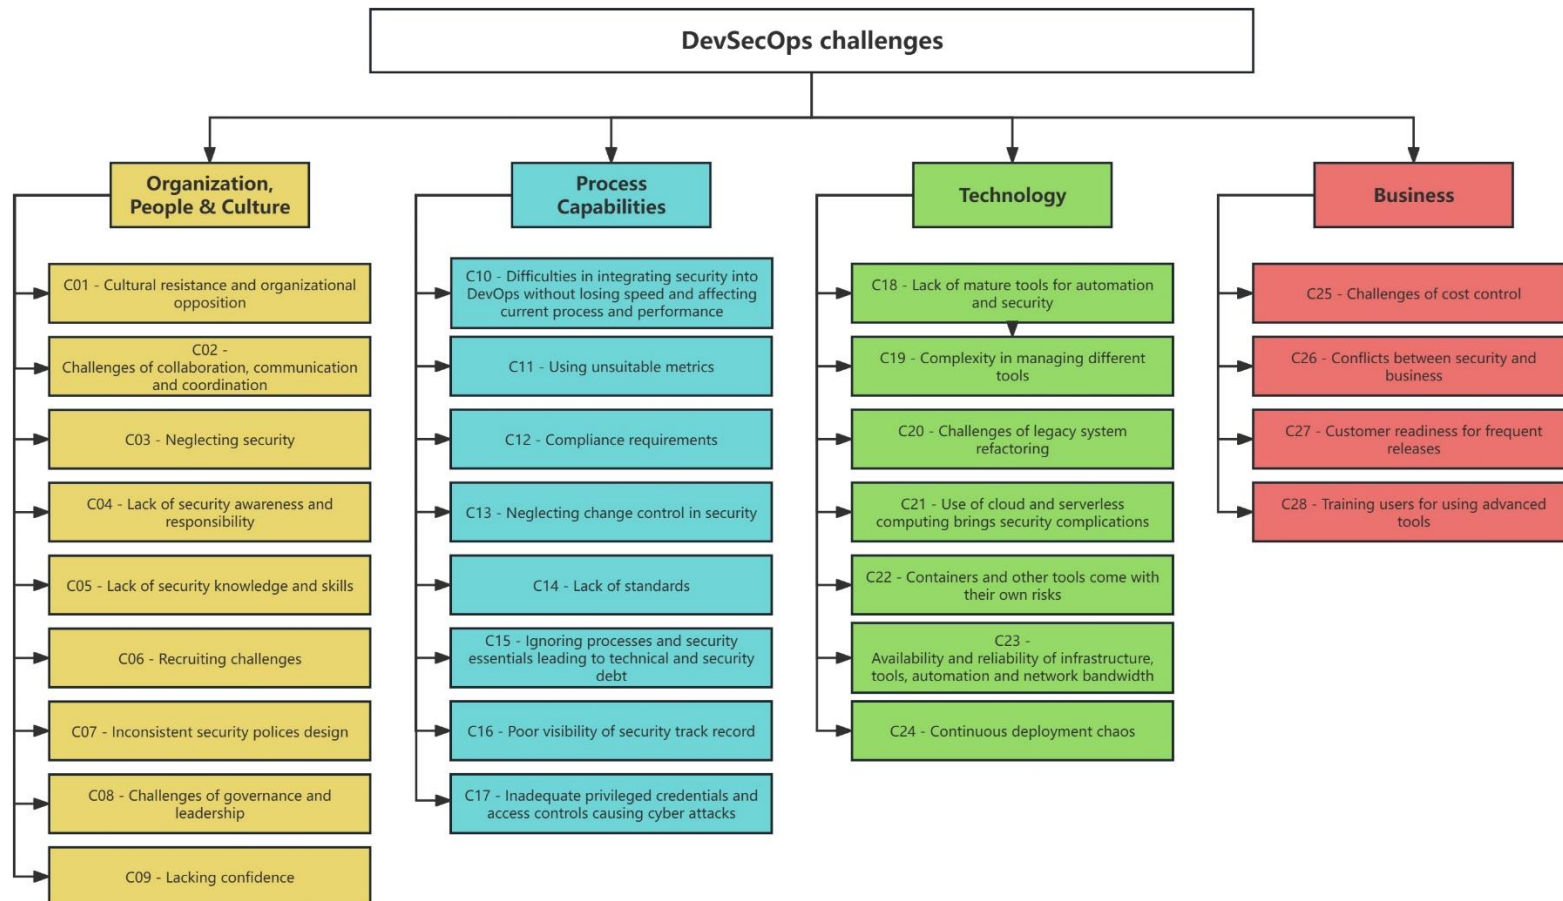 DevSecOps challenges
Organization,
People & Culture
C01 - Cultural resistance and organizational
opposition
C02 -
Challenges of collaboration, communication
and coordination
C03 - Neglecting security
C04 - Lack of security awareness and
responsibility
C05 - Lack of security knowledge and skills
C06 - Recruiting challenges
C07 - Inconsistent security polices design
C08 - Challenges of governance and
leadership
C09 - Lacking confidence
Process
Capabilities
C10 - Difficulties in integrating security into
DevOps without losing speed and affecting
current process and performance
C11 - Using unsuitable metrics
C12 - Compliance requirements
C13 - Neglecting change control in security
C14 - Lack of standards
C15 - Ignoring processes and security
essentials leading to technical and security
debt
C16 - Poor visibility of security track record
C17 - Inadequate privileged credentials and
access controls causing cyber attacks
Technology
C18 - Lack of mature tools for automation
and security
C19 - Complexity in managing different
tools
C20 - Challenges of legacy system
refactoring
C21 - Use of cloud and serverless
computing brings security complications
C22 - Containers and other tools come with
their own risks
C23 -
Availability and reliability of infrastructure,
tools, automation and network bandwidth
C24 - Continuous deployment chaos
Business
C25 - Challenges of cost control
C26 - Conflicts between security and
business
C27 - Customer readiness for frequent
releases
C28 - Training users for using advanced
tools